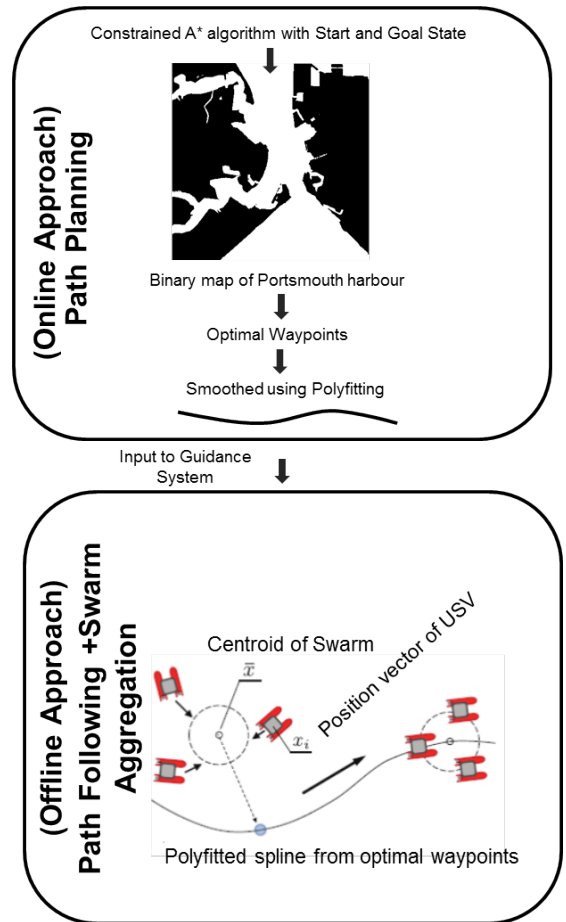 Constrained A* algorithm with Start and Goal State
(Online Approach)
Path Planning
Binary map of Portsmouth harbour
Optimal Waypoints
Smoothed using Polyfitting
Input to Guidance
System
(Offline Approach)
Path Following +Swarm
Aggregation
Centroid of Swarm
Position vector of USV
x̄
xᵢ
Polyfitted spline from optimal waypoints